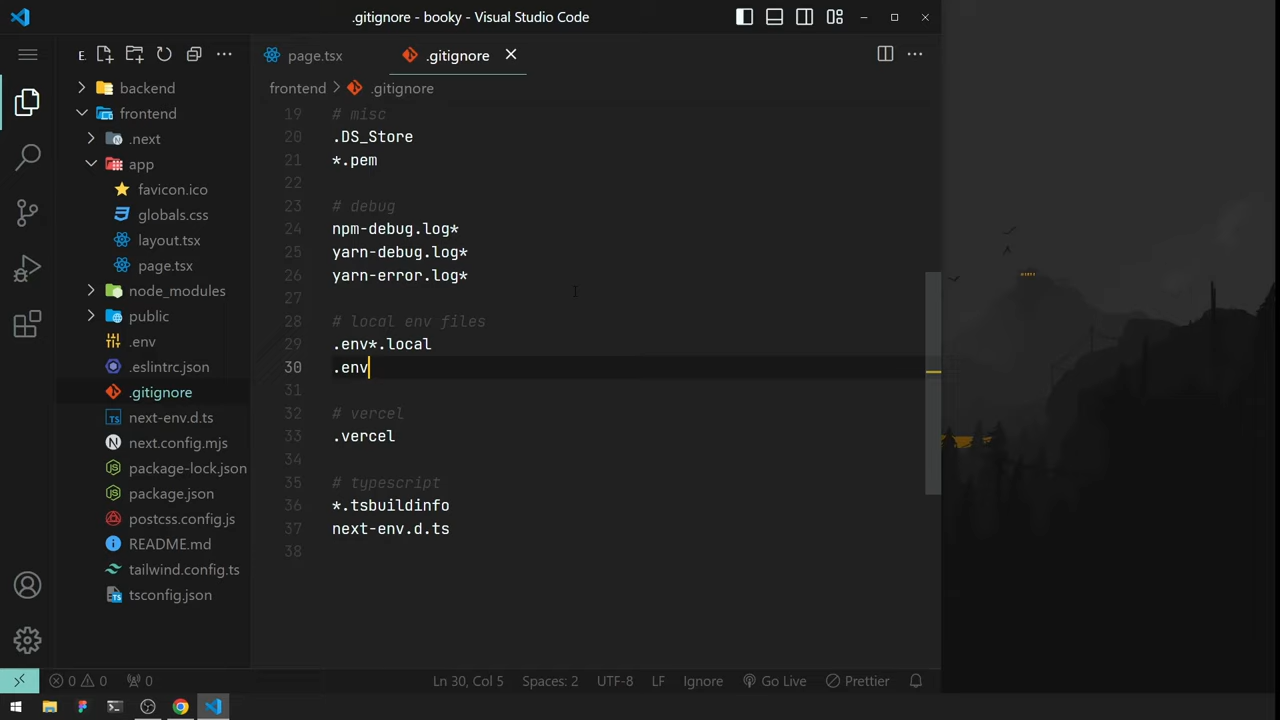 .gitignore - booky - Visual Studio Code
E
page.tsx
.gitignore
frontend > .gitignore
backend
frontend
.next
app
favicon.ico
globals.css
layout.tsx
page.tsx
node_modules
public
.env
.eslintrc.json
.gitignore
next-env.d.ts
next.config.mjs
package-lock.json
package.json
postcss.config.js
README.md
tailwind.config.ts
tsconfig.json
19 # misc
20 .DS_Store
21 *.pem
22
23 # debug
24 npm-debug.log*
25 yarn-debug.log*
26 yarn-error.log*
27
28 # local env files
29 .env*.local
30 .env
31
32 # vercel
33 .vercel
34
35 # typescript
36 *.tsbuildinfo
37 next-env.d.ts
38
0 0 0 Ln 30, Col 5 Spaces: 2 UTF-8 LF Ignore Go Live Prettier